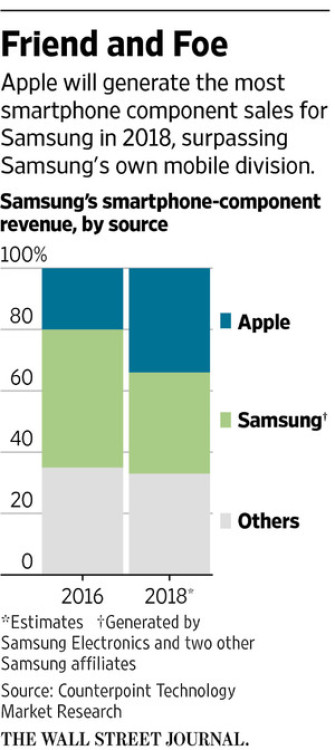 Friend and Foe
Apple will generate the most
smartphone component sales for
Samsung in 2018, surpassing
Samsung's own mobile division.
Samsung's smartphone-component
revenue, by source
100%
80
60
40
20
0
Apple
Samsung†
Others
2016
2018*
*Estimates †Generated by
Samsung Electronics and two other
Samsung affiliates
Source: Counterpoint Technology
Market Research
THE WALL STREET JOURNAL.